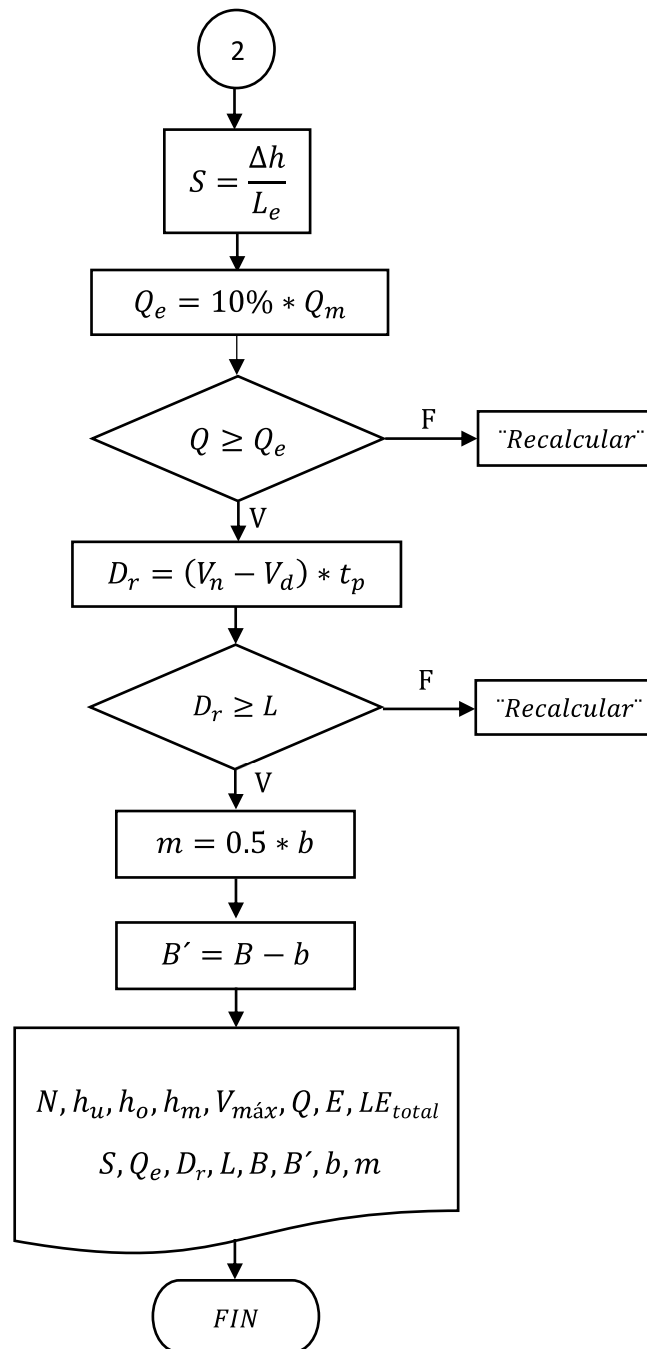 2
S = Δh / L_e
Q_e = 10% * Q_m
Q ≥ Q_e
F
¨Recalcular¨
V
D_r = (V_n − V_d) * t_p
D_r ≥ L
F
¨Recalcular¨
V
m = 0.5 * b
B´ = B − b
N, h_u, h_o, h_m, V_máx, Q, E, LE_total
S, Q_e, D_r, L, B, B´, b, m
FIN